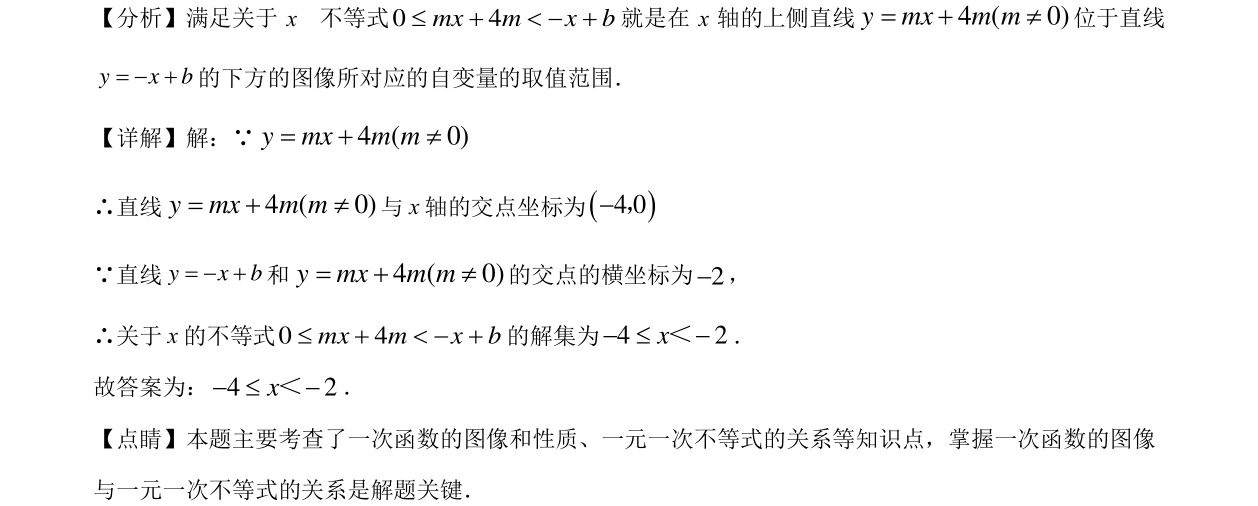 【分析】满足关于 x 不等式 0 ≤ mx + 4m < −x + b 就是在 x 轴的上侧直线 y = mx + 4m(m ≠ 0) 位于直线
y = −x + b 的下方的图像所对应的自变量的取值范围.
【详解】解：∵ y = mx + 4m(m ≠ 0)
∴直线 y = mx + 4m(m ≠ 0) 与 x 轴的交点坐标为 (−4,0)
∵直线 y = −x + b 和 y = mx + 4m(m ≠ 0) 的交点的横坐标为 −2，
∴关于 x 的不等式 0 ≤ mx + 4m < −x + b 的解集为 −4 ≤ x＜−2.
故答案为：−4 ≤ x＜−2.
【点睛】本题主要考查了一次函数的图像和性质、一元一次不等式的关系等知识点，掌握一次函数的图像
与一元一次不等式的关系是解题关键.